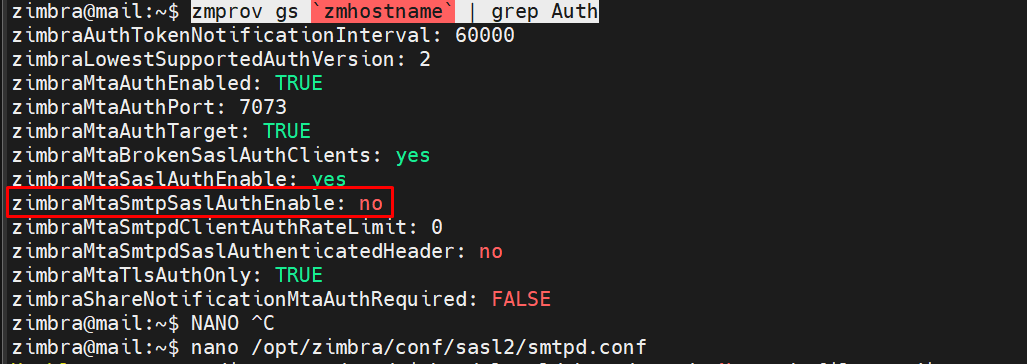 zimbra@mail:~$ zmprov gs `zmhostname` | grep Auth
zimbraAuthTokenNotificationInterval: 60000
zimbraLowestSupportedAuthVersion: 2
zimbraMtaAuthEnabled: TRUE
zimbraMtaAuthPort: 7073
zimbraMtaAuthTarget: TRUE
zimbraMtaBrokenSaslAuthClients: yes
zimbraMtaSaslAuthEnable: yes
zimbraMtaSmtpSaslAuthEnable: no
zimbraMtaSmtpdClientAuthRateLimit: 0
zimbraMtaSmtpdSaslAuthenticatedHeader: no
zimbraMtaTlsAuthOnly: TRUE
zimbraShareNotificationMtaAuthRequired: FALSE
zimbra@mail:~$ NANO ^C
zimbra@mail:~$ nano /opt/zimbra/conf/sasl2/smtpd.conf